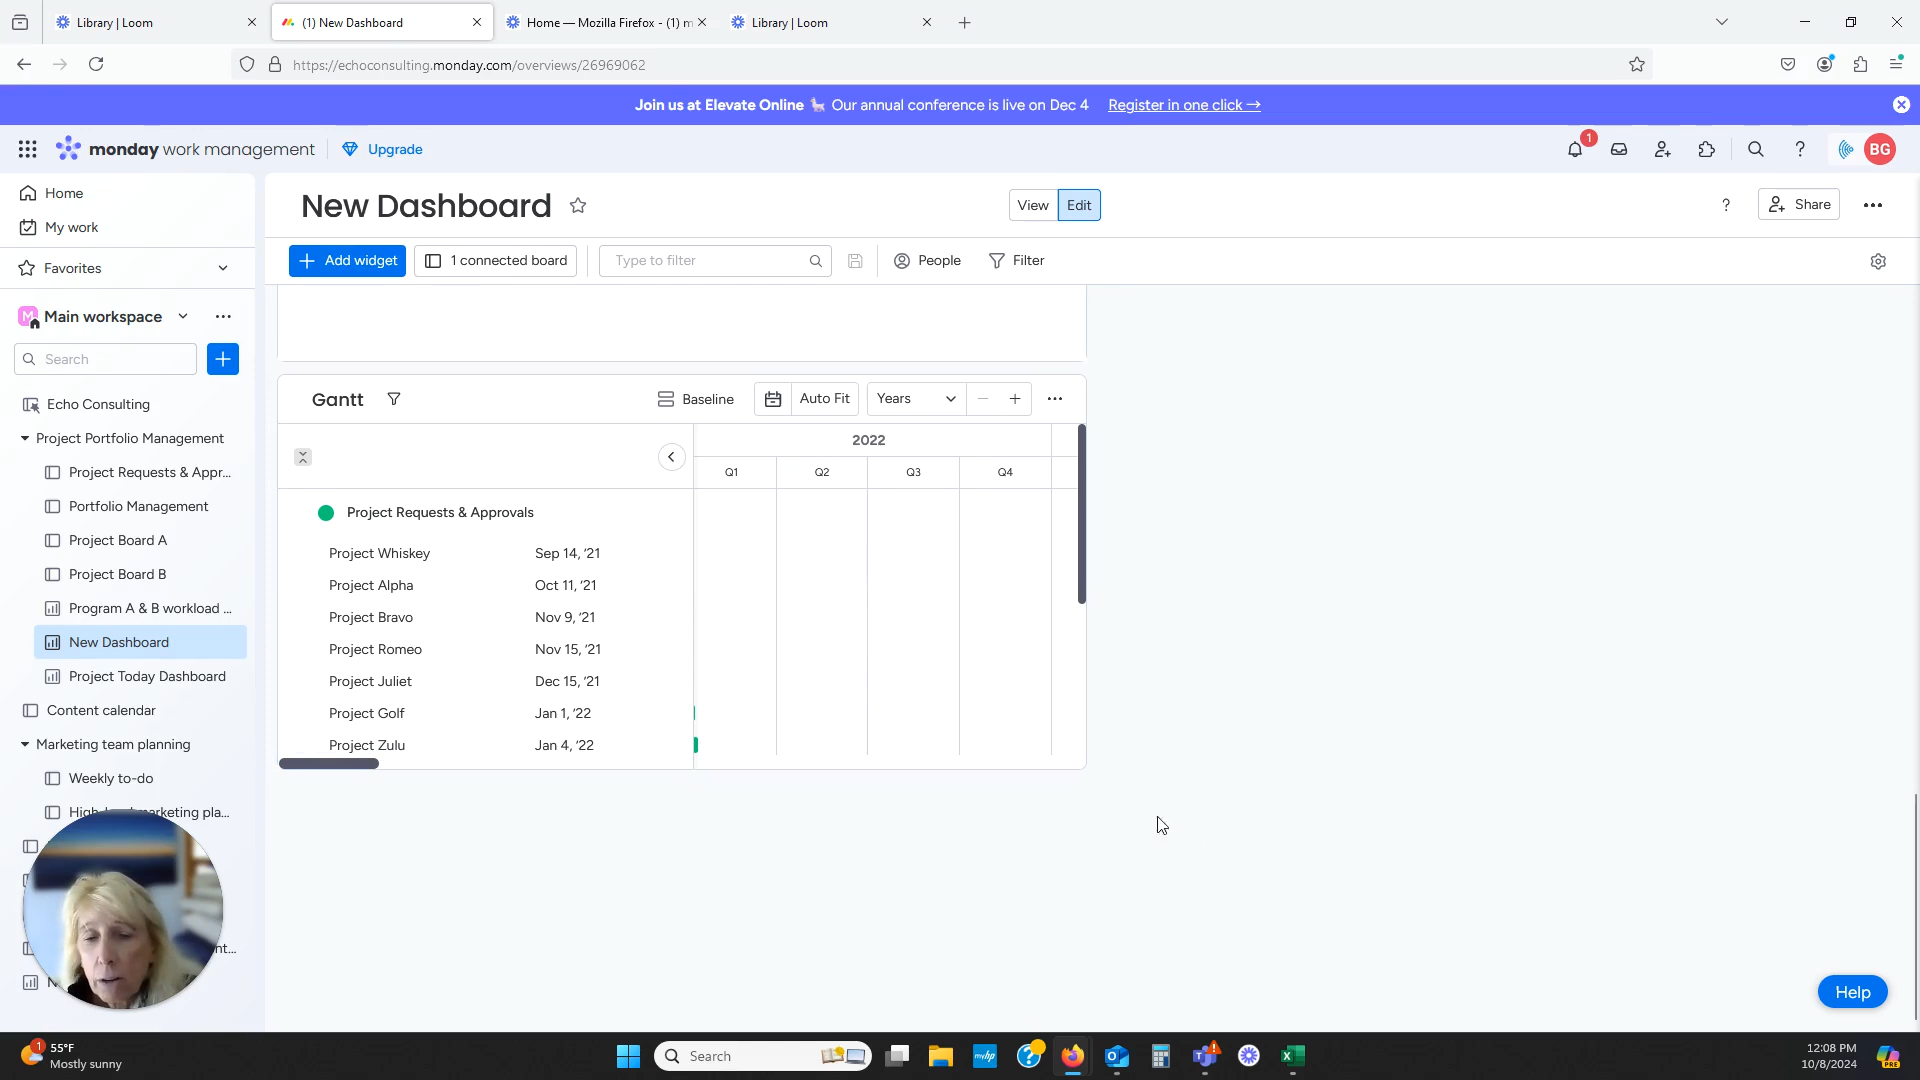 Library | Loom
(1) New Dashboard
Home — Mozilla Firefox - (1) m
Library | Loom
https://echoconsulting.monday.com/overviews/26969062
Join us at Elevate Online 🦙 Our annual conference is live on Dec 4 Register in one click →
monday work management
Upgrade
1
BG
Home
My work
Favorites
M Main workspace
Search
Echo Consulting
Project Portfolio Management
Project Requests & Appr...
Portfolio Management
Project Board A
Project Board B
Program A & B workload ...
New Dashboard
Project Today Dashboard
Content calendar
Marketing team planning
Weekly to-do
New Dashboard
View
Edit
?
Share
+ Add widget
1 connected board
Type to filter
People
Filter
Gantt
Baseline
Auto Fit
Years
2022
Q1 Q2 Q3 Q4
Project Requests & Approvals
Project Whiskey Sep 14, '21
Project Alpha Oct 11, '21
Project Bravo Nov 9, '21
Project Romeo Nov 15, '21
Project Juliet Dec 15, '21
Project Golf Jan 1, '22
Project Zulu Jan 4, '22
Help
1
55°F
Mostly sunny
Search
myhp
12:08 PM
10/8/2024
PRE